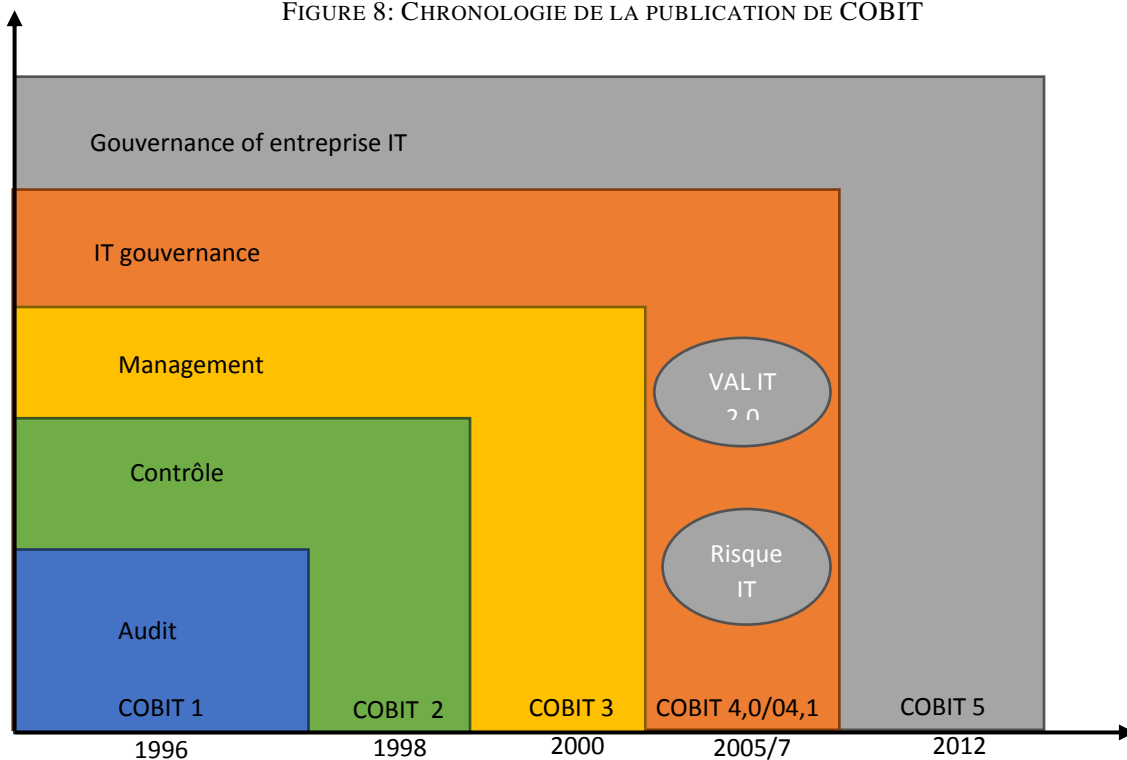 FIGURE 8: CHRONOLOGIE DE LA PUBLICATION DE COBIT
Gouvernance of entreprise IT
IT gouvernance
Management
VAL IT
2.0
Contrôle
Risque
IT
Audit
COBIT 1
COBIT 2
COBIT 3
COBIT 4,0/04,1
COBIT 5
1996
1998
2000
2005/7
2012